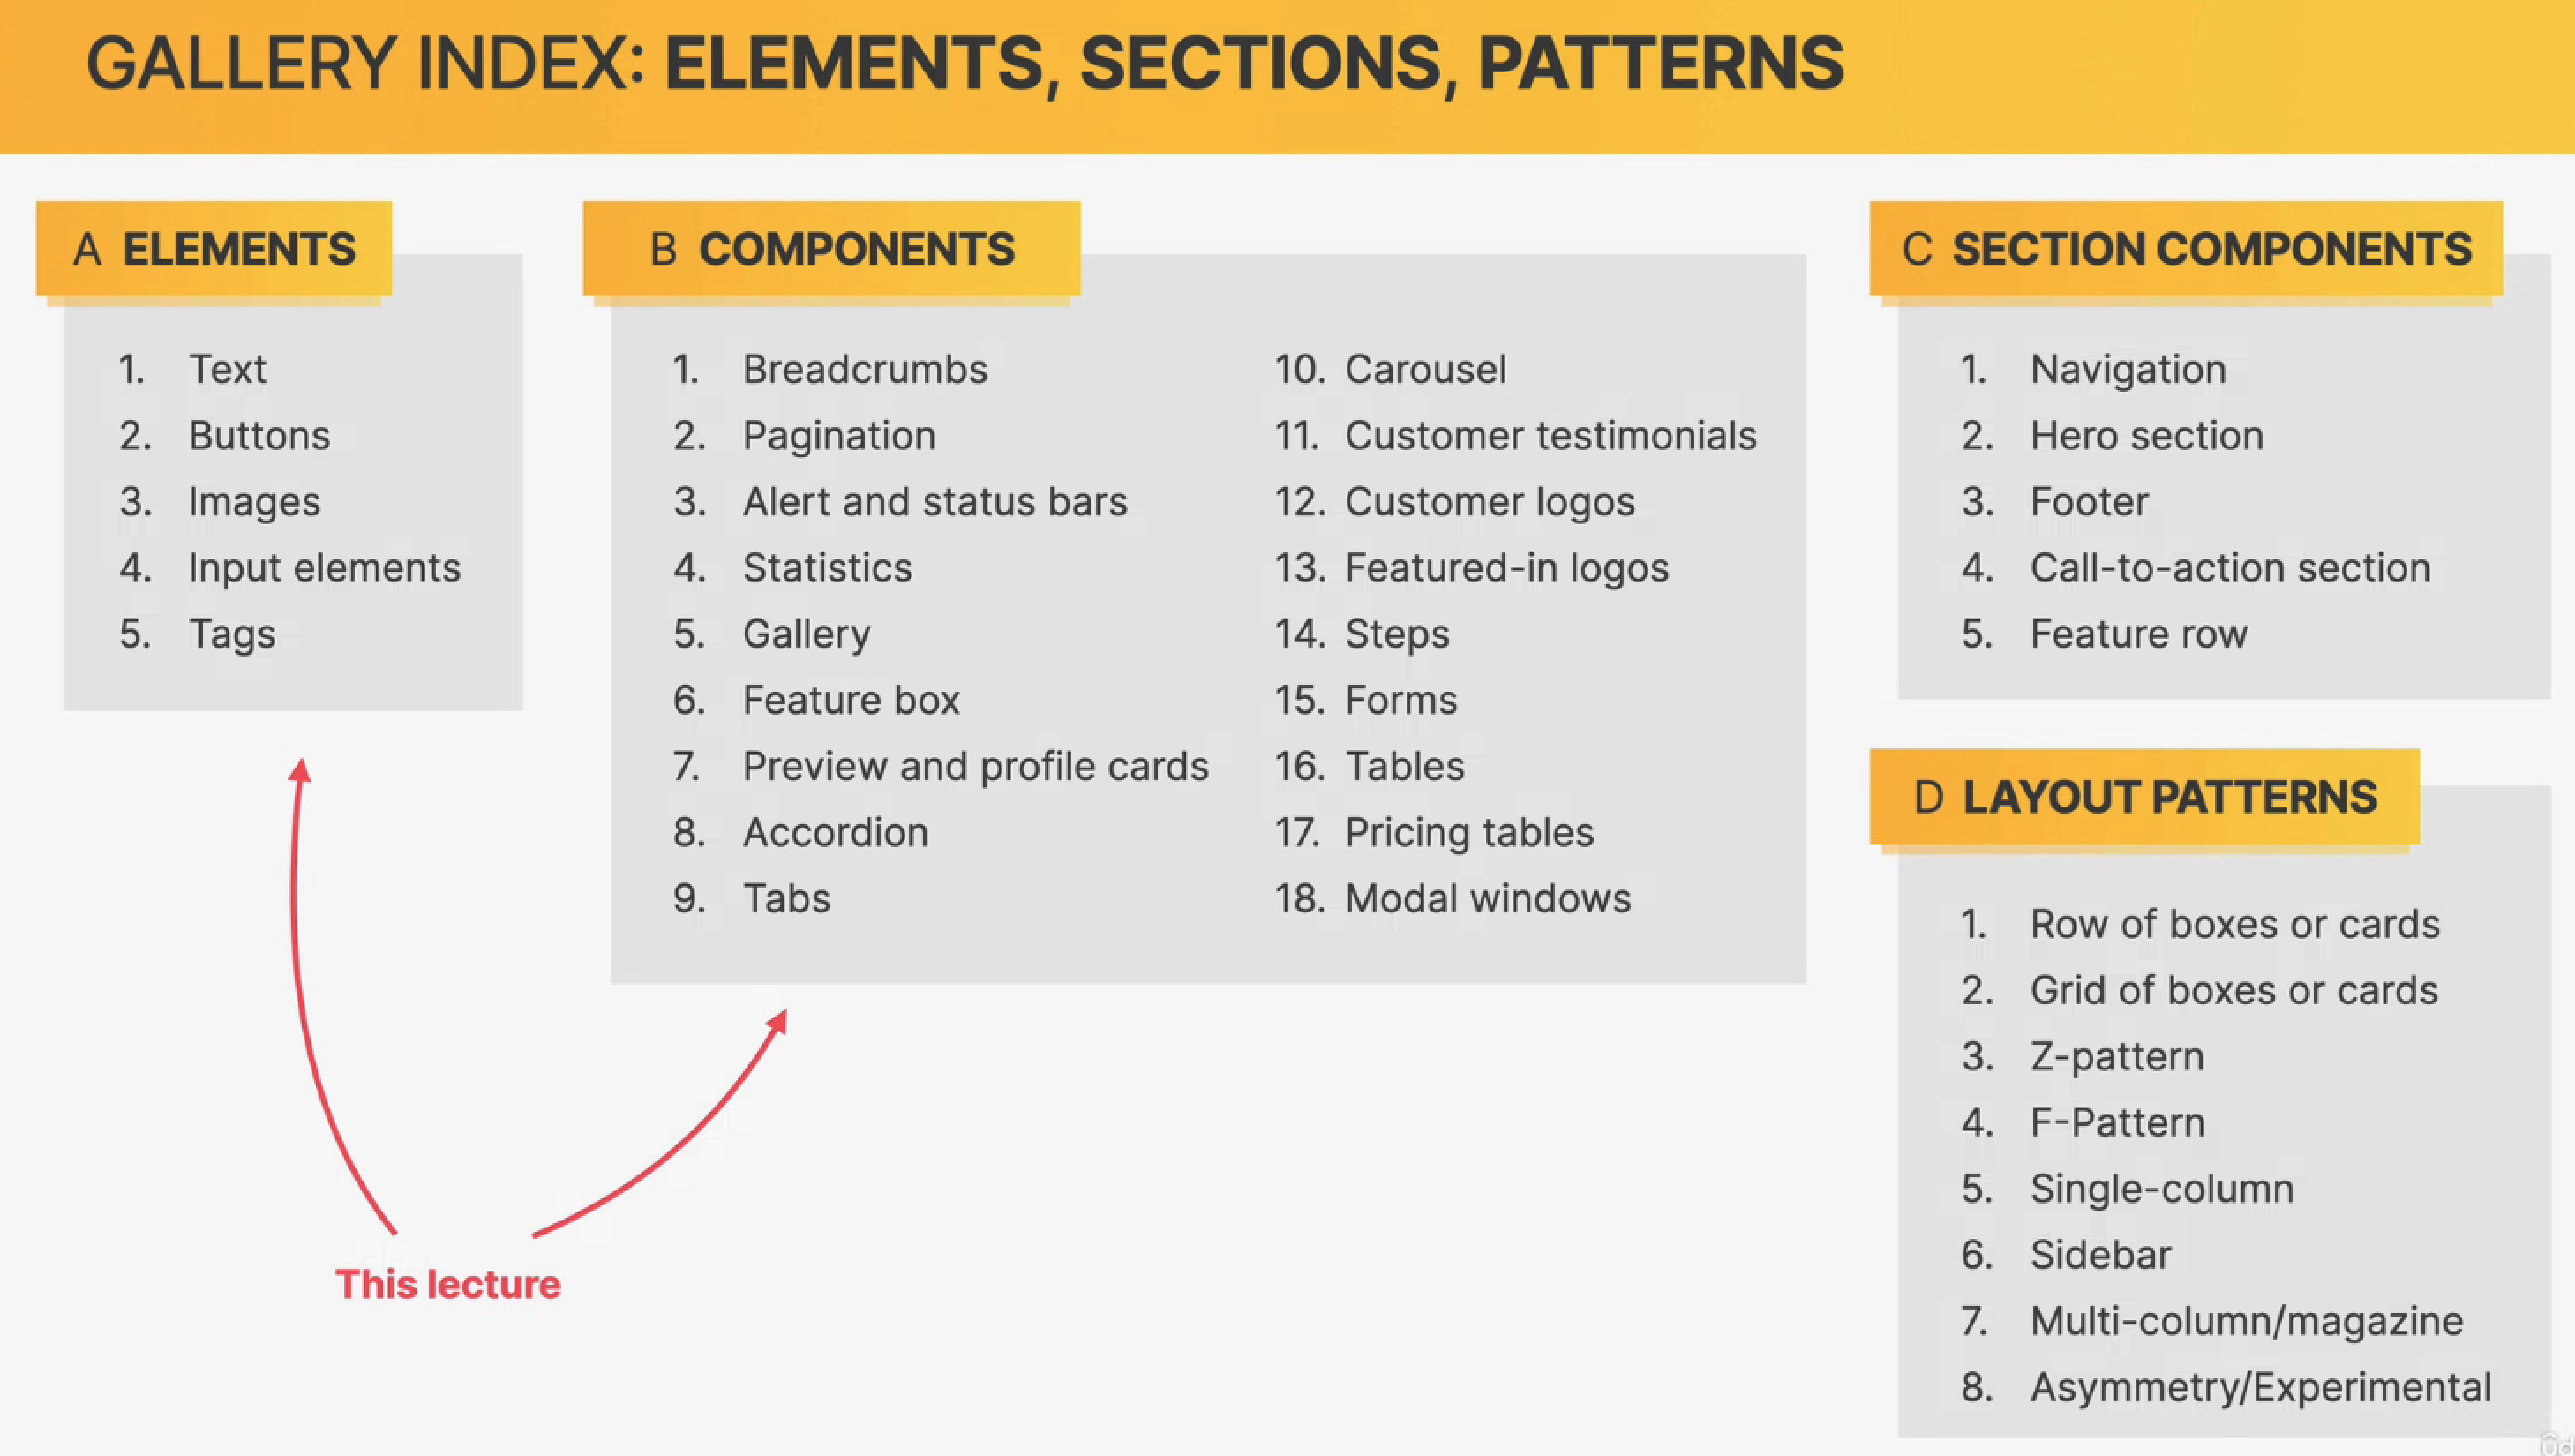 GALLERY INDEX: ELEMENTS, SECTIONS, PATTERNS
A ELEMENTS
1. Text
2. Buttons
3. Images
4. Input elements
5. Tags
B COMPONENTS
1. Breadcrumbs
2. Pagination
3. Alert and status bars
4. Statistics
5. Gallery
6. Feature box
7. Preview and profile cards
8. Accordion
9. Tabs
10. Carousel
11. Customer testimonials
12. Customer logos
13. Featured-in logos
14. Steps
15. Forms
16. Tables
17. Pricing tables
18. Modal windows
C SECTION COMPONENTS
1. Navigation
2. Hero section
3. Footer
4. Call-to-action section
5. Feature row
D LAYOUT PATTERNS
1. Row of boxes or cards
2. Grid of boxes or cards
3. Z-pattern
4. F-Pattern
5. Single-column
6. Sidebar
7. Multi-column/magazine
8. Asymmetry/Experimental
This lecture